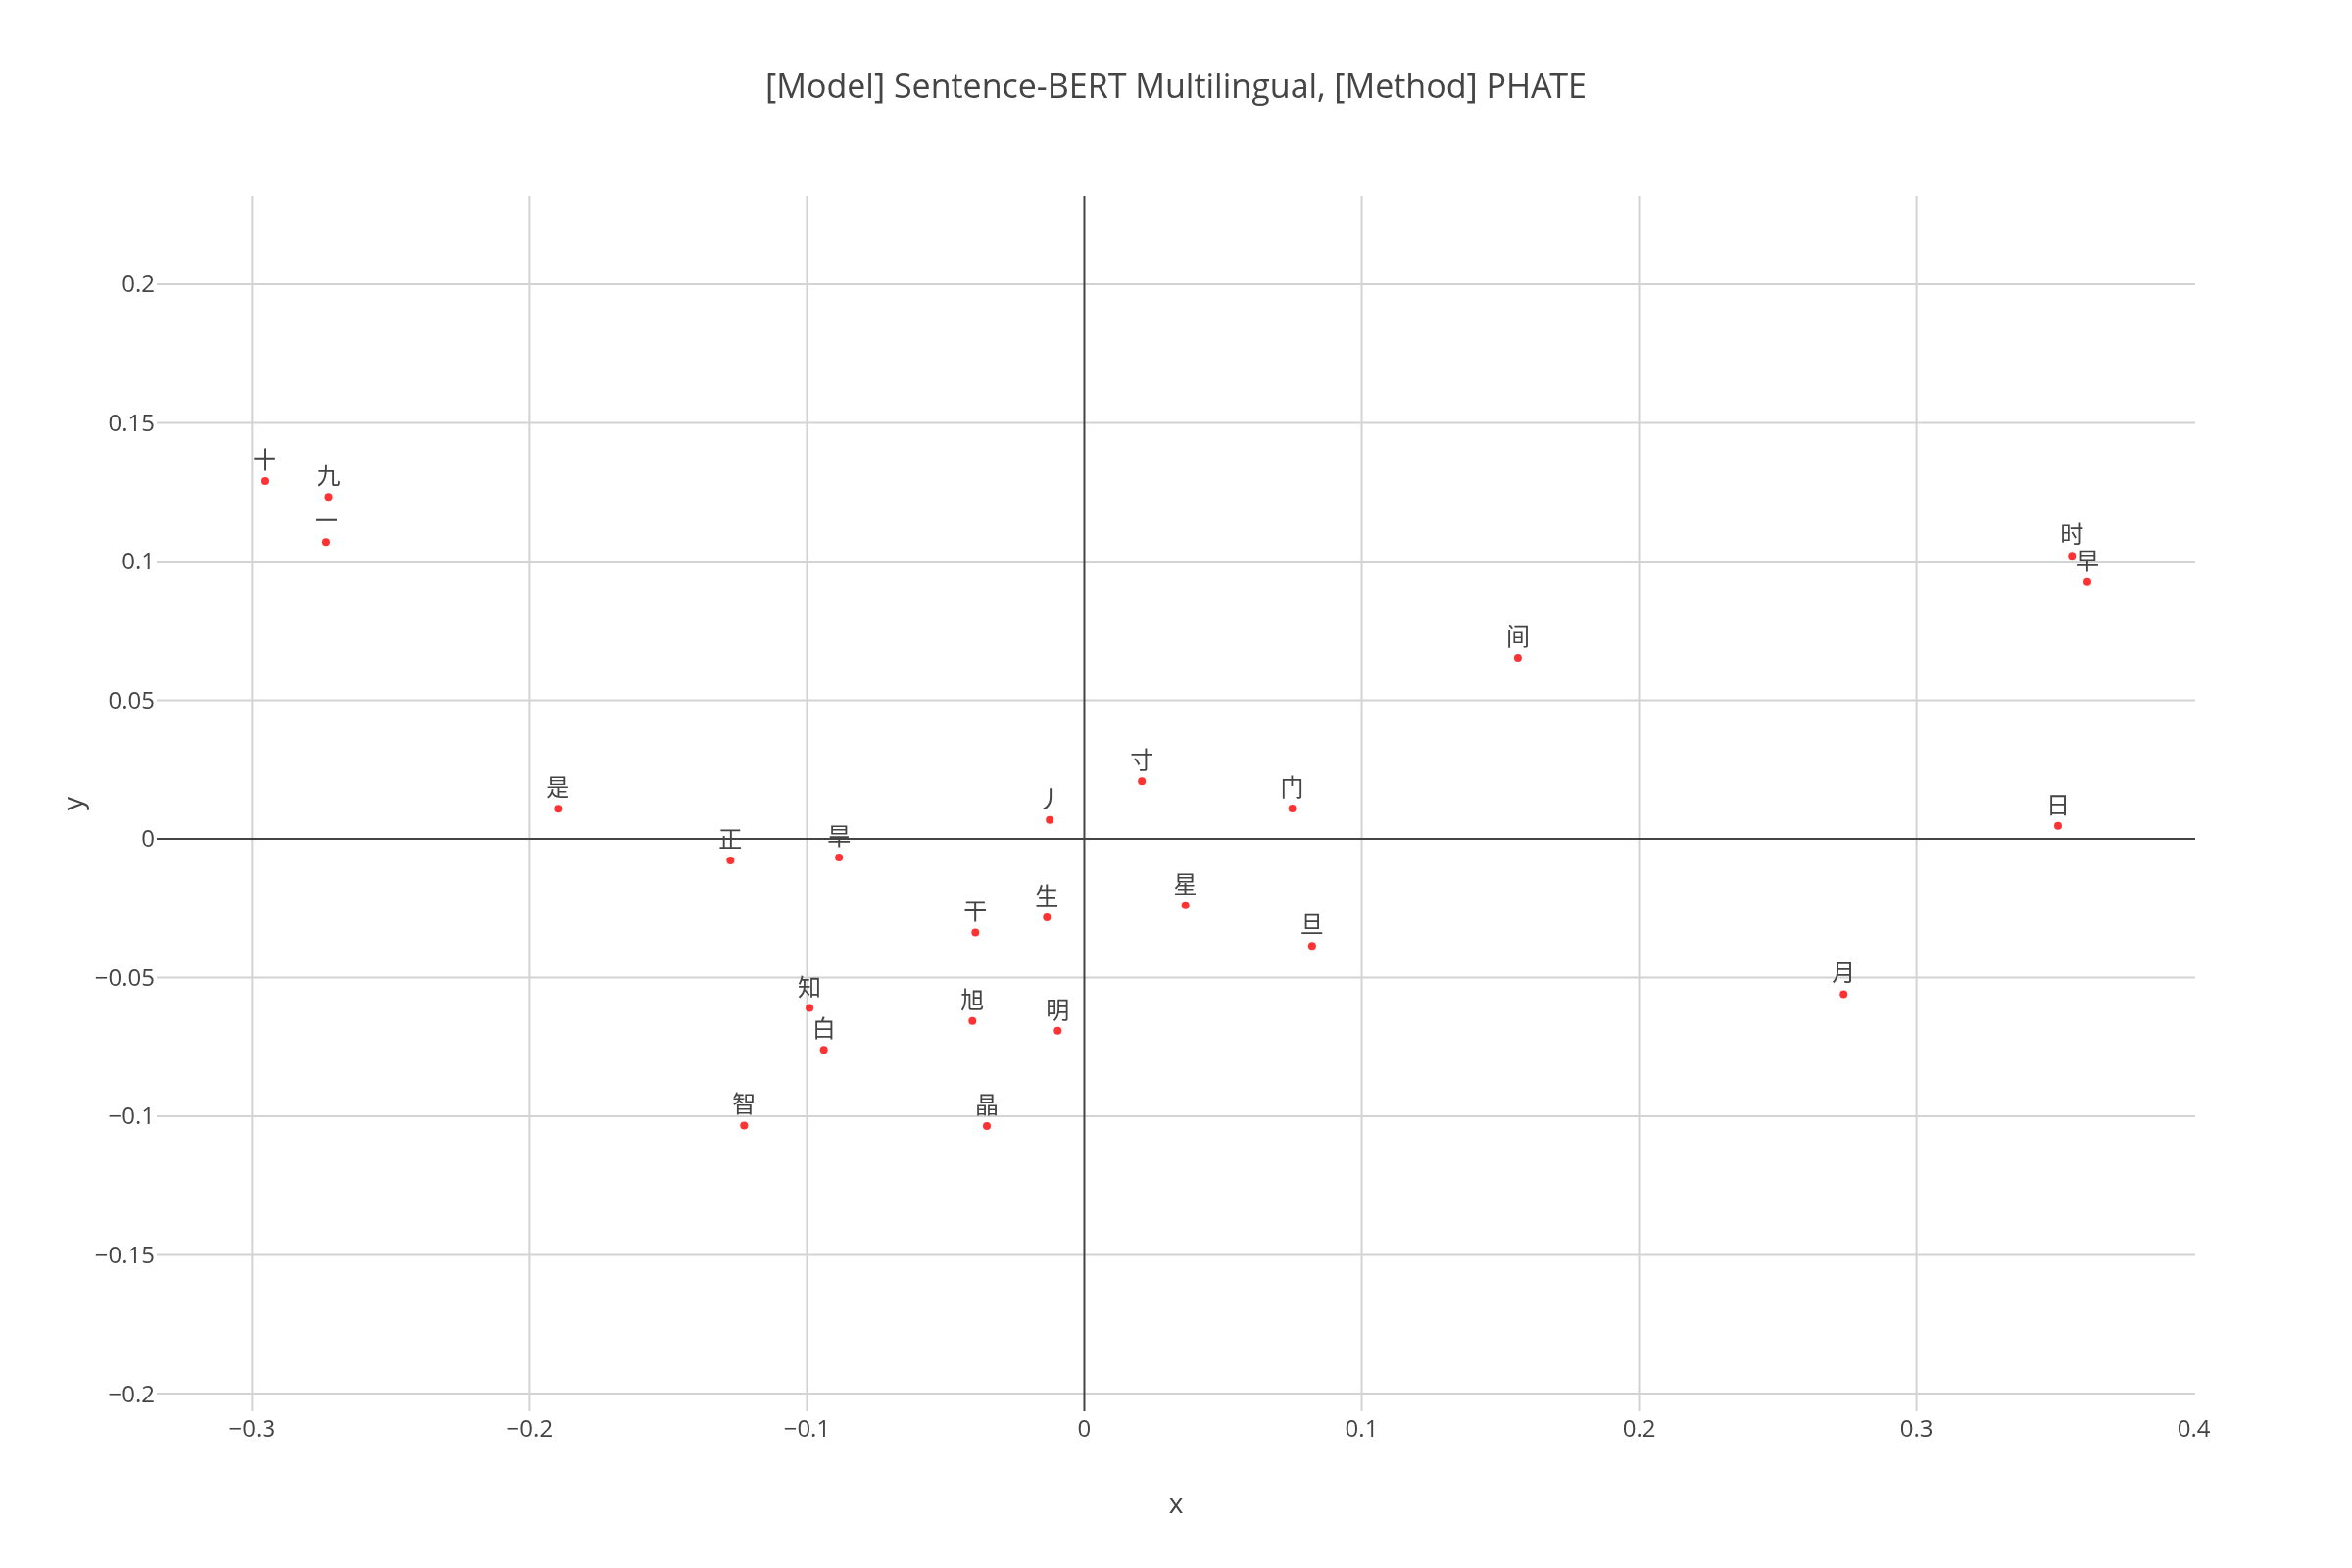 [Model] Sentence-BERT Multilingual, [Method] PHATE
0.2
0.15
0.1
0.05
0
−0.05
−0.1
−0.15
−0.2
y
十
九
一
时
早
间
寸
是
门
丿
日
正
旱
星
生
干
旦
月
知
旭
明
白
智
晶
−0.3
−0.2
−0.1
0
0.1
0.2
0.3
0.4
x